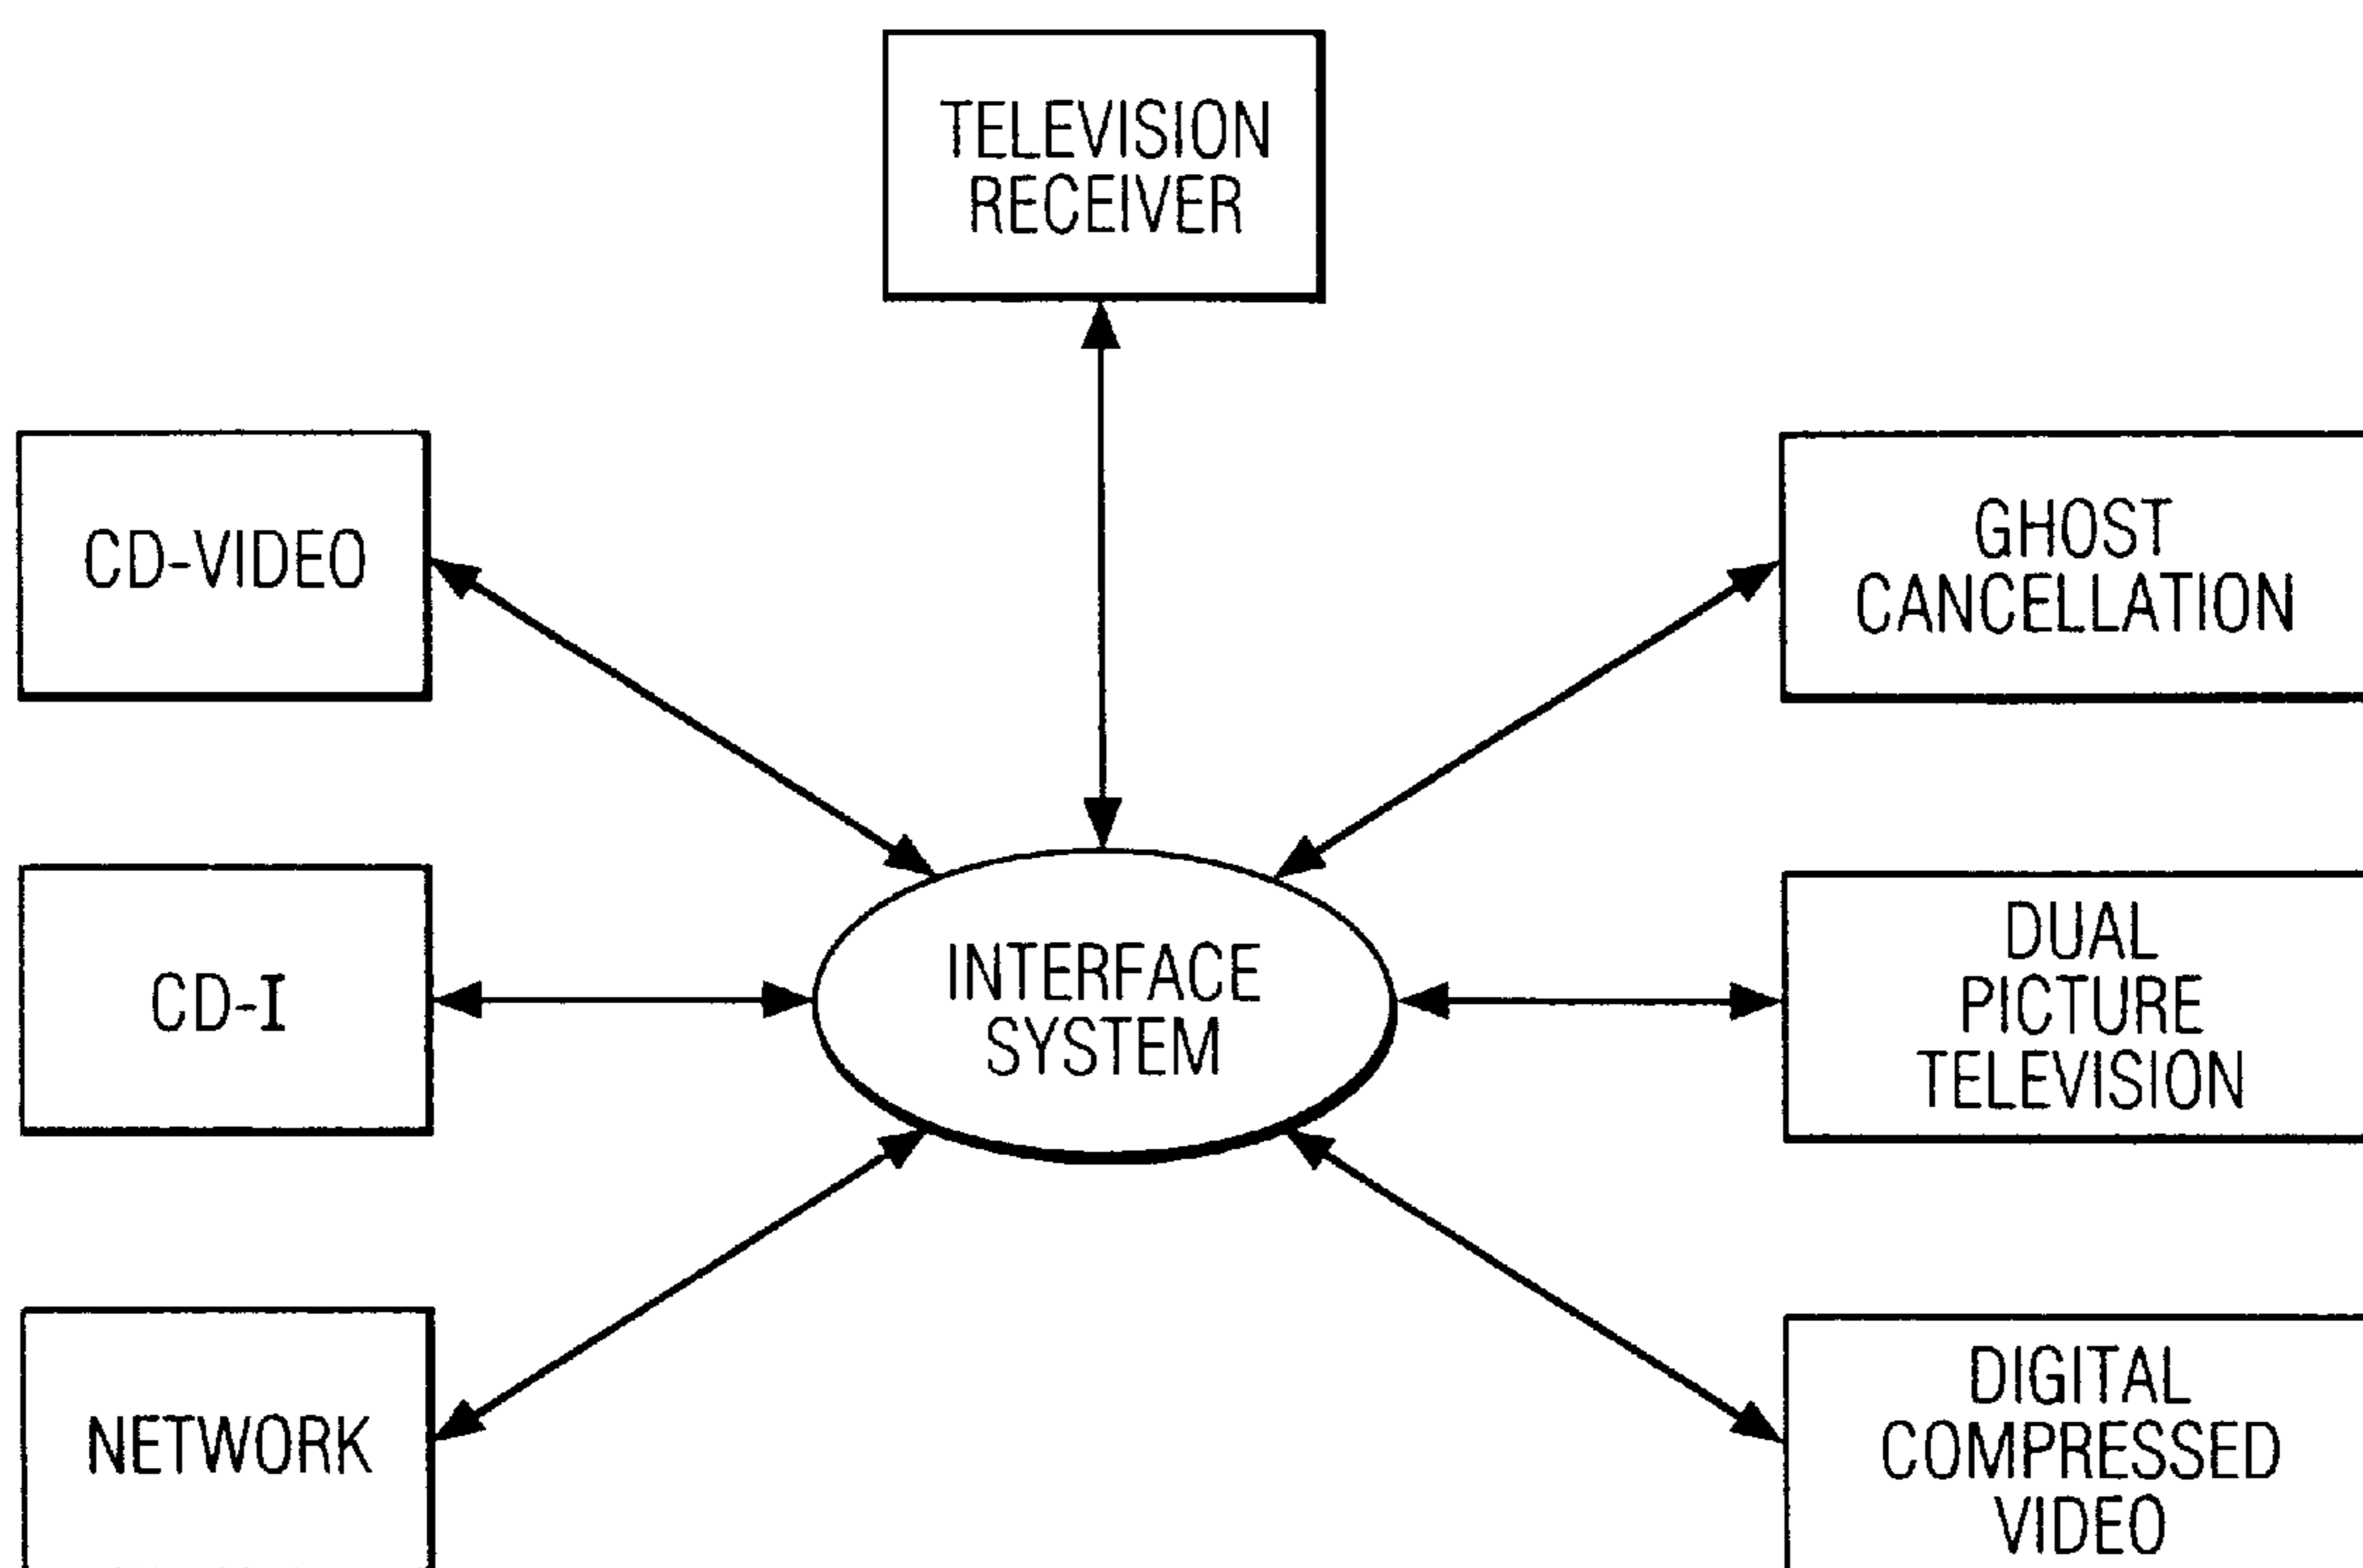 TELEVISION
RECEIVER
CD-VIDEO
GHOST
CANCELLATION
CD-I
INTERFACE
SYSTEM
DUAL
PICTURE
TELEVISION
NETWORK
DIGITAL
COMPRESSED
VIDEO